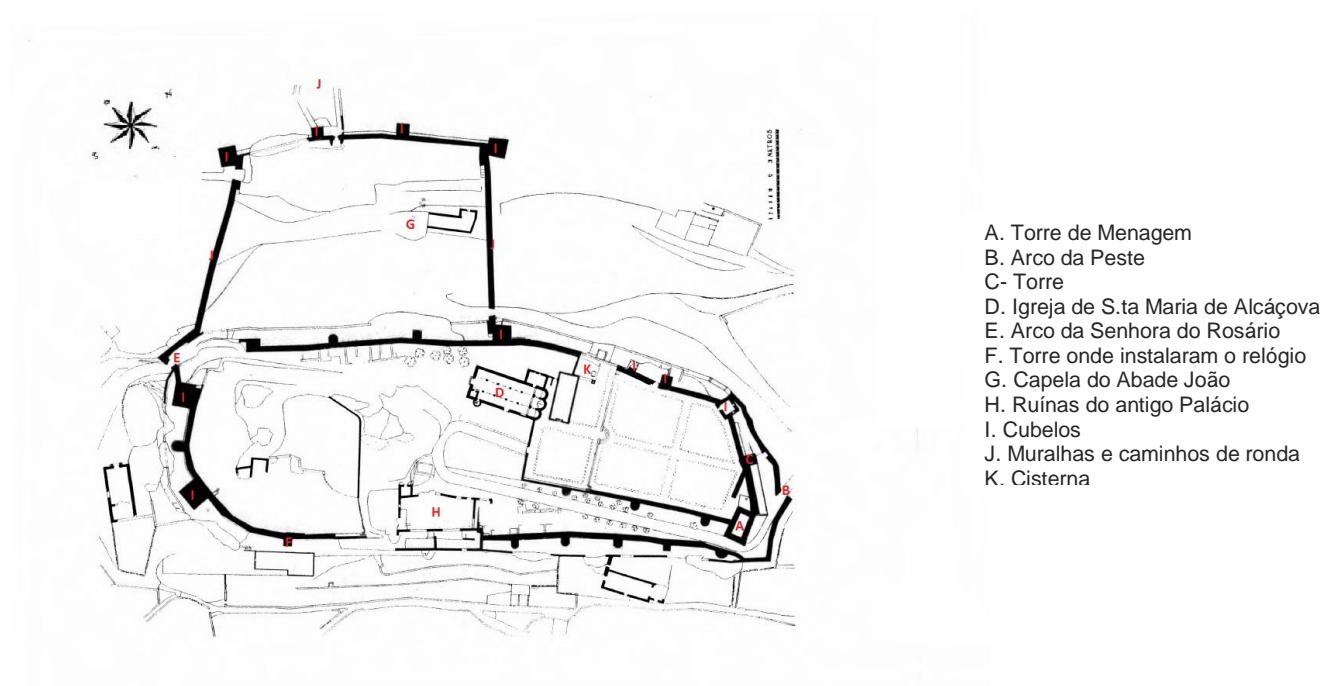 J
I
I
I
I
G
J
J
I
E
I
D
K
J
I
I
C
B
I
H
A
F
A. Torre de Menagem
B. Arco da Peste
C- Torre
D. Igreja de S.ta Maria de Alcáçova
E. Arco da Senhora do Rosário
F. Torre onde instalaram o relógio
G. Capela do Abade João
H. Ruínas do antigo Palácio
I. Cubelos
J. Muralhas e caminhos de ronda
K. Cisterna